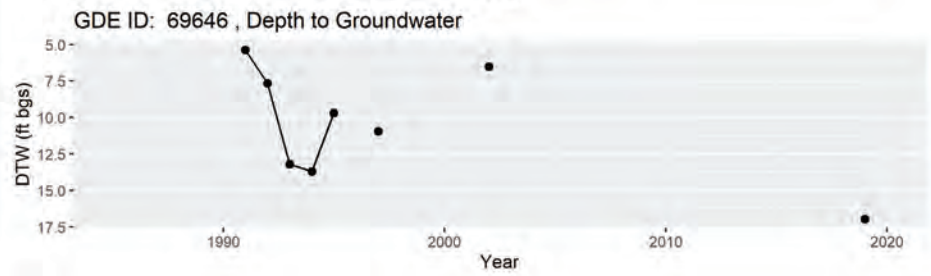 GDE ID:  69646 , Depth to Groundwater
5.0
7.5
10.0
12.5
15.0
17.5
DTW (ft bgs)
1990 2000 2010 2020
Year